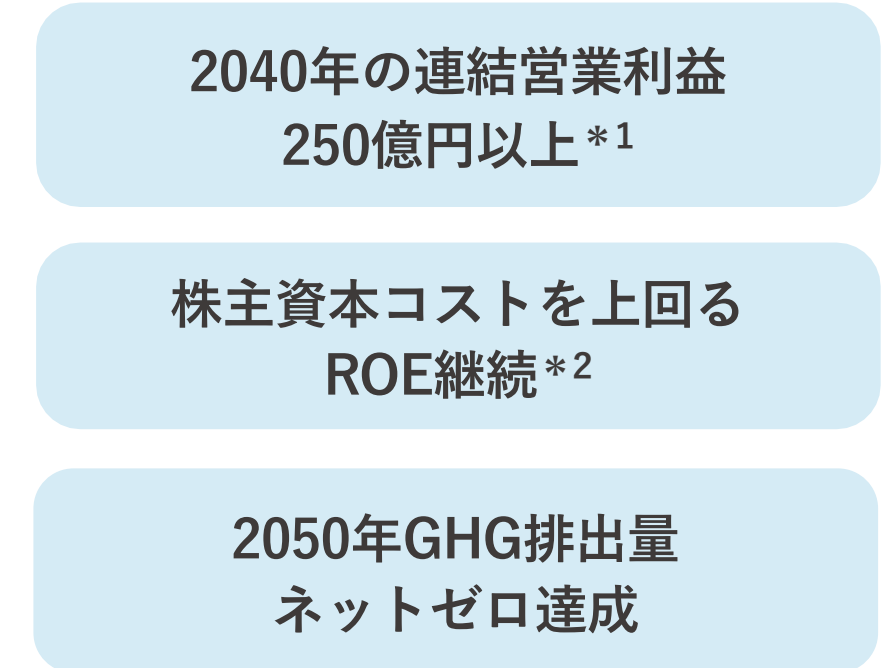 2040年の連結営業利益
250億円以上*1
株主資本コストを上回る
ROE継続*2
2050年GHG排出量
ネットゼロ達成